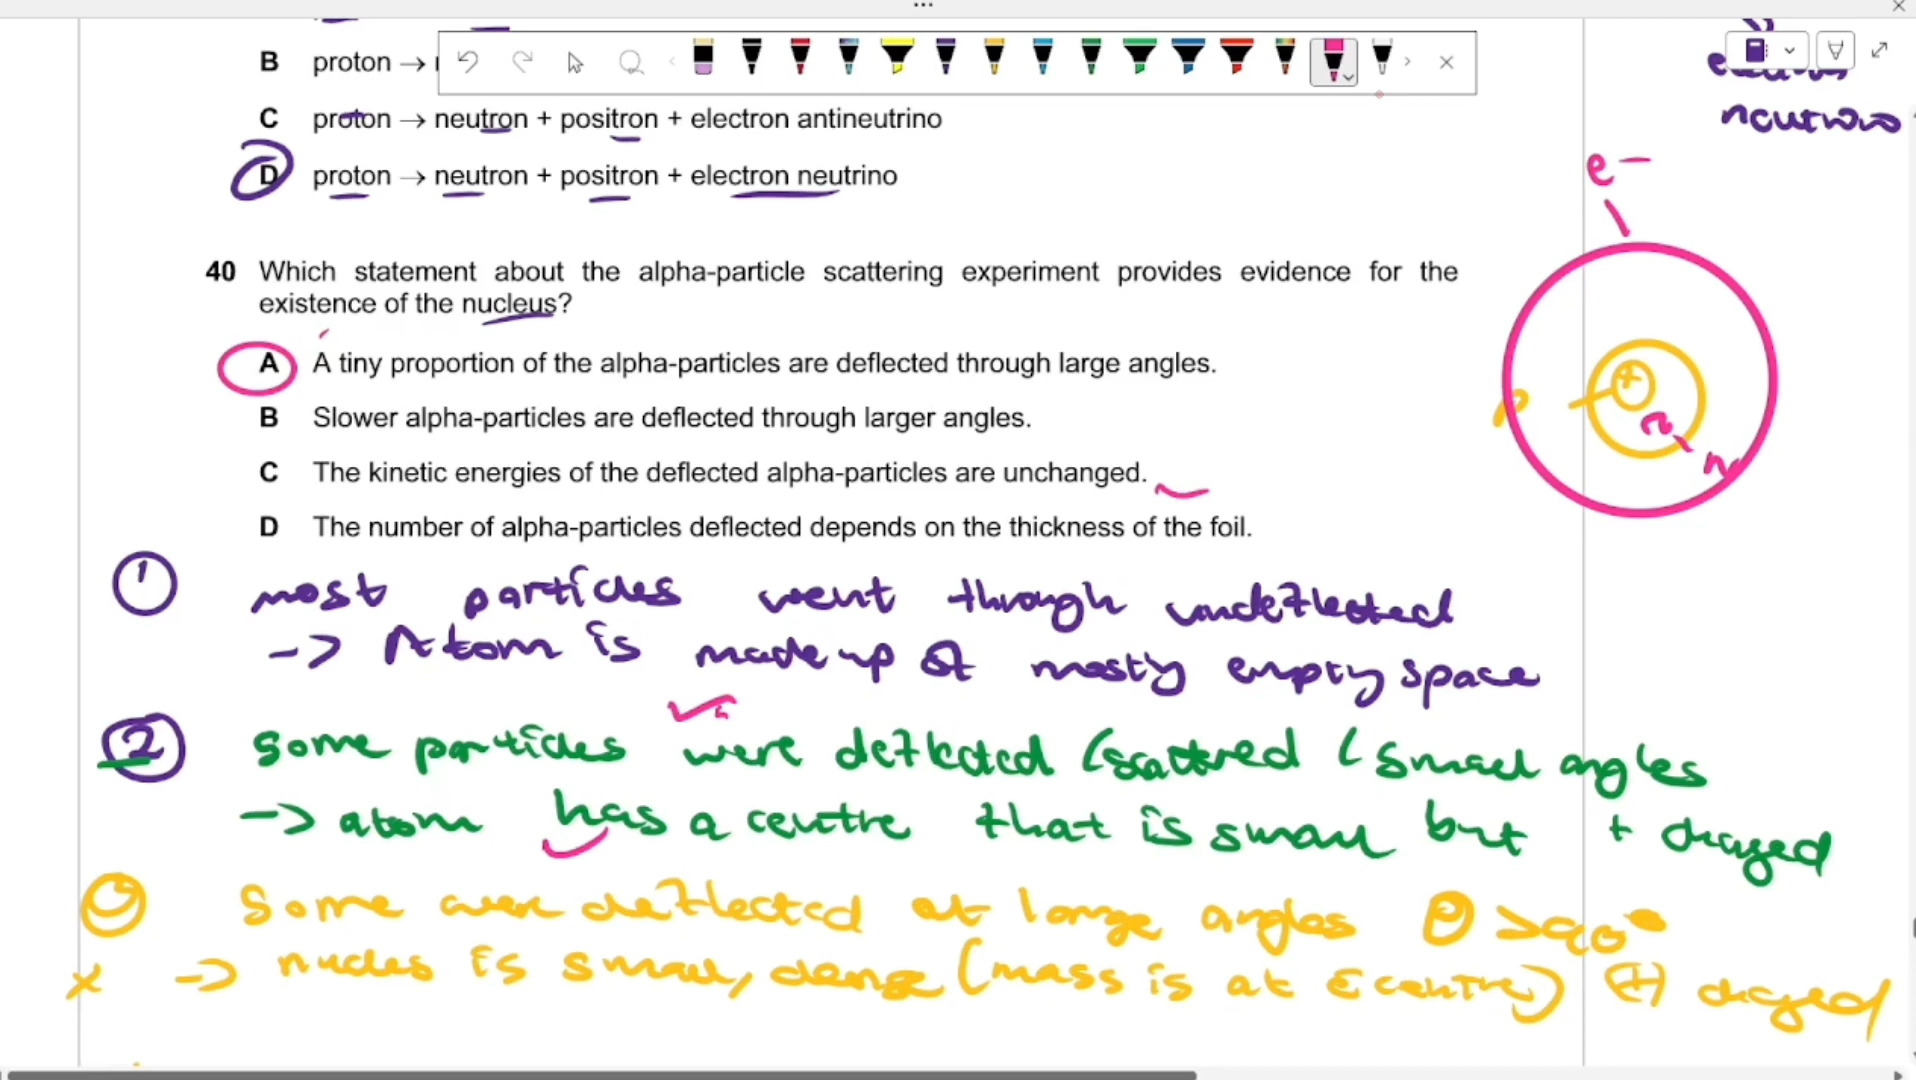 B proton →
C proton → neutron + positron + electron antineutrino
neutrino
D proton → neutron + positron + electron neutrino
e-
40 Which statement about the alpha-particle scattering experiment provides evidence for the
existence of the nucleus?
A A tiny proportion of the alpha-particles are deflected through large angles.
+
P
B Slower alpha-particles are deflected through larger angles.
n
n
C The kinetic energies of the deflected alpha-particles are unchanged.
D The number of alpha-particles deflected depends on the thickness of the foil.
1 most particles went through undeflected
-> Atom is made up of mostly empty space
2 Some particles were deflected (scattered (small angles
-> atom has a centre that is small but + charged
Some were deflected at large angles θ >90°
x -> nucleus is small, dense (mass is at centre) (+) charged